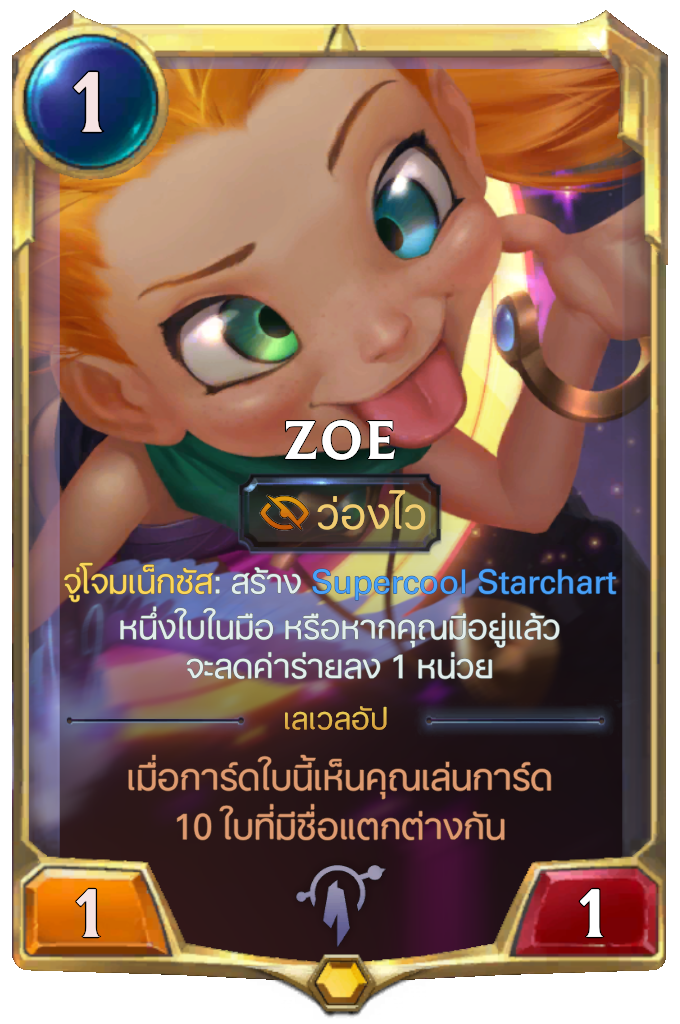 1
ZOE
ว่องไว
จู่โจมเน็กซัส: สร้าง Supercool Starchart
หนึ่งใบในมือ หรือหากคุณมีอยู่แล้ว
จะลดค่าร่ายลง 1 หน่วย
เลเวลอัป
เมื่อการ์ดใบนี้เห็นคุณเล่นการ์ด
10 ใบที่มีชื่อแตกต่างกัน
1
1